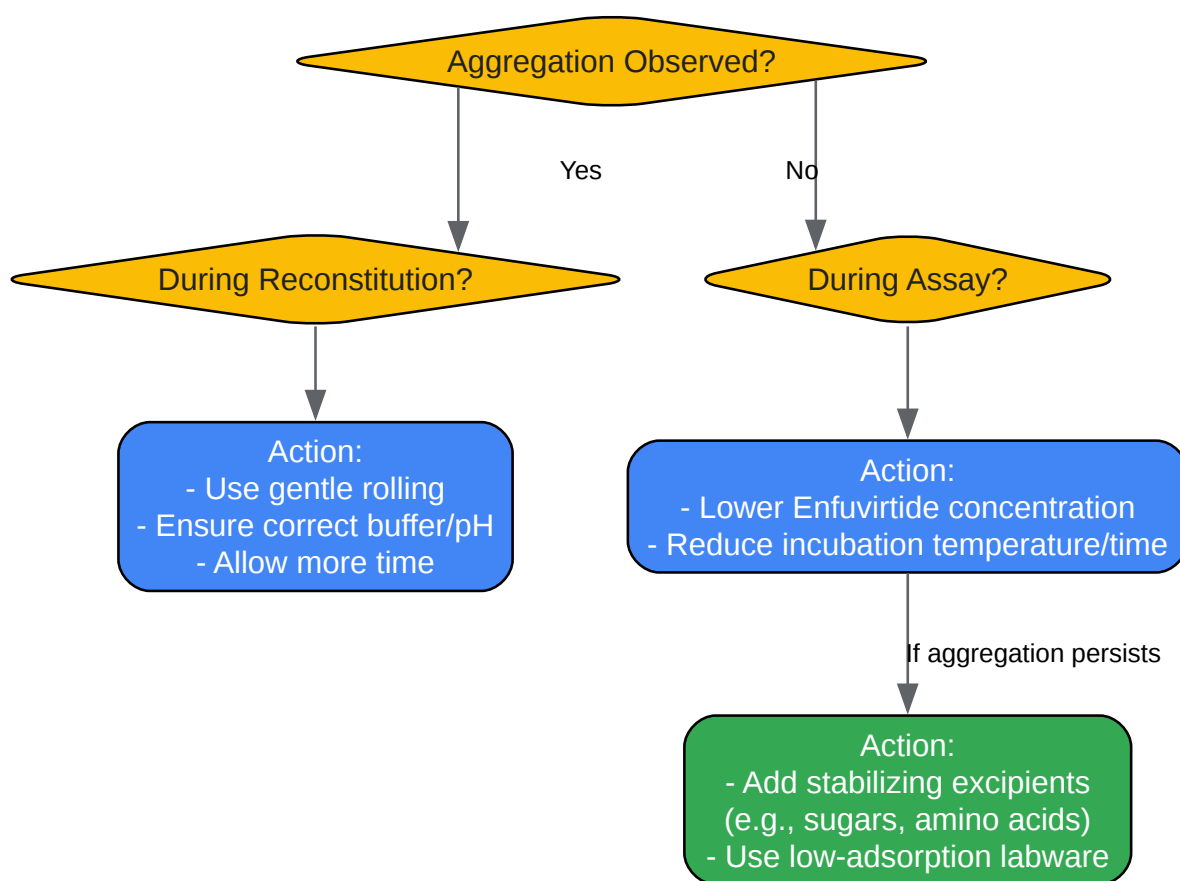 Aggregation Observed?
Yes
No
During Reconstitution?
During Assay?
Action:
- Use gentle rolling
- Ensure correct buffer/pH
- Allow more time
Action:
- Lower Enfuvirtide concentration
- Reduce incubation temperature/time
If aggregation persists
Action:
- Add stabilizing excipients
(e.g., sugars, amino acids)
- Use low-adsorption labware